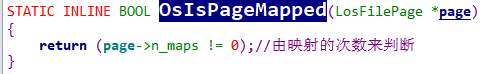 STATIC INLINE BOOL OsIsPageMapped(LosFilePage *page)
{
    return (page->n_maps != 0);//由映射的次数来判断
}